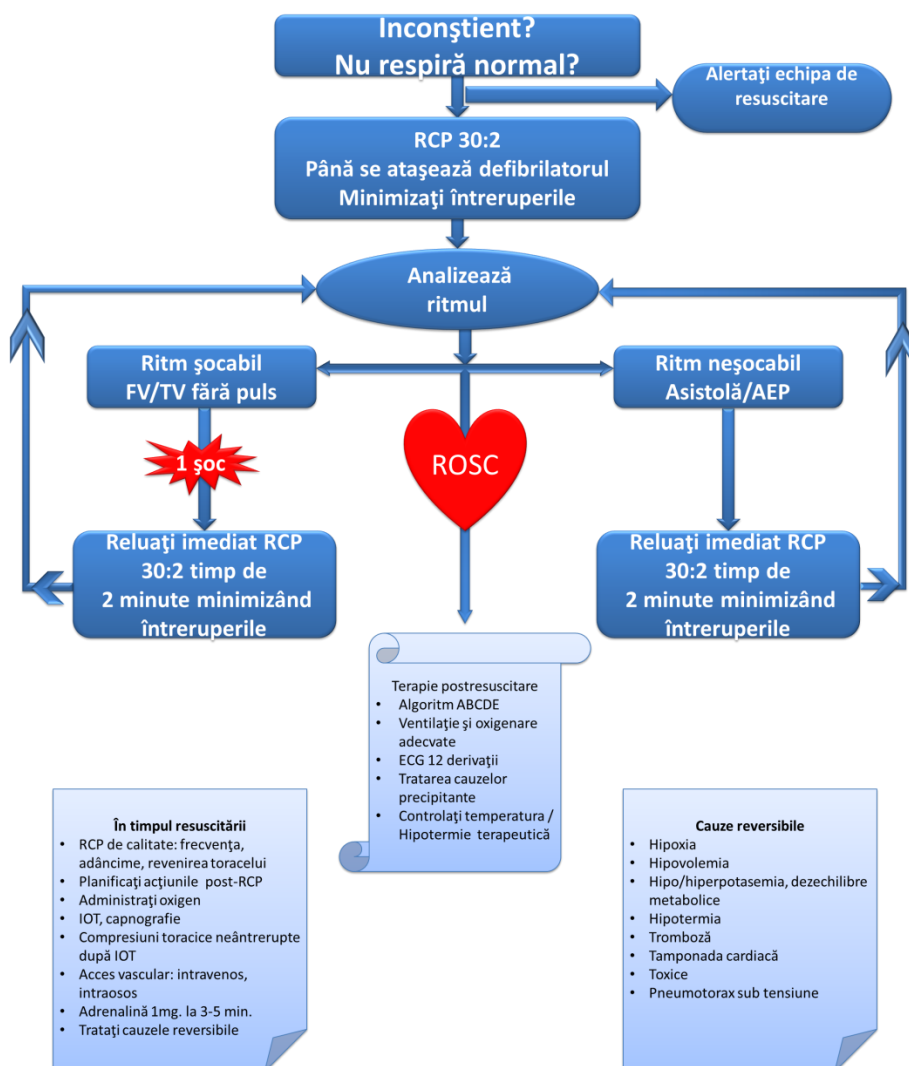 Inconştient?
Nu respiră normal?
Alertaţi echipa de
resuscitare
RCP 30:2
Până se ataşează defibrilatorul
Minimizaţi întreruperile
Analizează
ritmul
Ritm şocabil
FV/TV fără puls
Ritm neşocabil
Asistolă/AEP
1 şoc
ROSC
Reluaţi imediat RCP
30:2 timp de
2 minute minimizând
întreruperile
Reluaţi imediat RCP
30:2 timp de
2 minute minimizând
întreruperile
Terapie postresuscitare
• Algoritm ABCDE
• Ventilaţie şi oxigenare
adecvate
• ECG 12 derivaţii
• Tratarea cauzelor
precipitante
• Controlaţi temperatura /
Hipotermie terapeutică
În timpul resuscitării
• RCP de calitate: frecvenţa,
adâncime, revenirea toracelui
• Planificaţi acţiunile post-RCP
• Administraţi oxigen
• IOT, capnografie
• Compresiuni toracice neântrerupte
după IOT
• Acces vascular: intravenos,
intraosos
• Adrenalină 1mg. la 3-5 min.
• Trataţi cauzele reversibile
Cauze reversibile
• Hipoxia
• Hipovolemia
• Hipo/hiperpotasemia, dezechilibre
metabolice
• Hipotermia
• Tromboză
• Tamponada cardiacă
• Toxice
• Pneumotorax sub tensiune